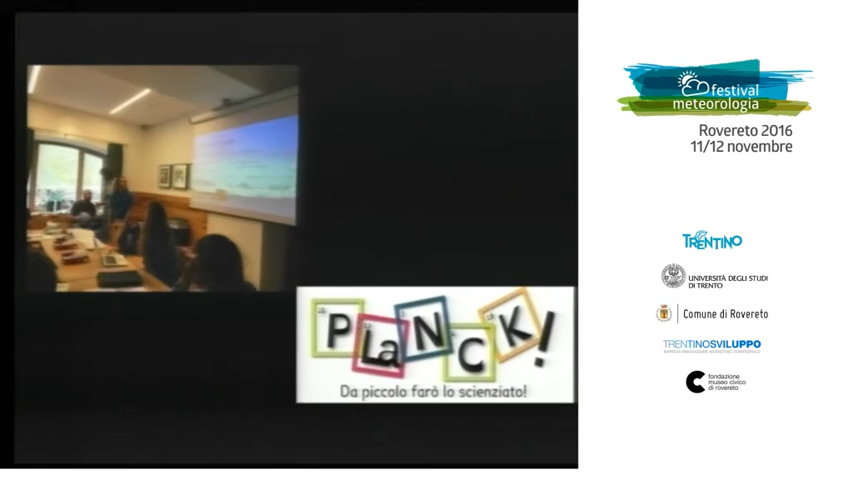 PLaNCK!
Da piccolo farò lo scienziato!
festival
meteorologia
Rovereto 2016
11/12 novembre
TRENTINO
UNIVERSITÀ DEGLI STUDI
DI TRENTO
Comune di Rovereto
TRENTINOSVILUPPO
fondazione
museo civico
di rovereto